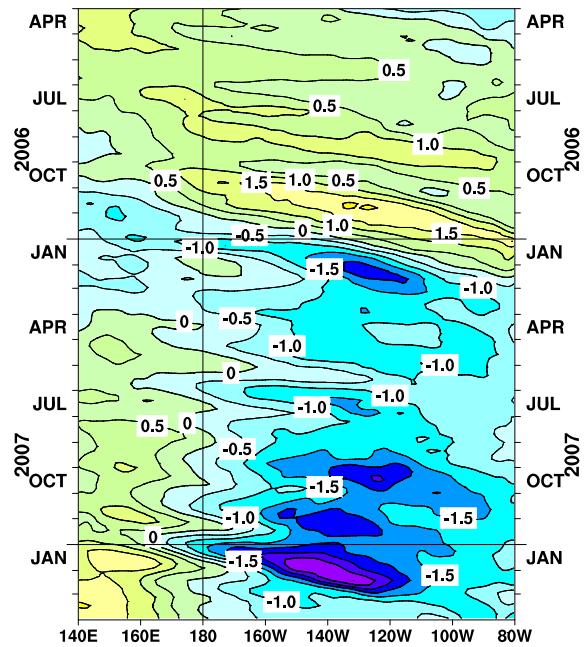 APR APR
0.5
JUL JUL
0.5
2006 2006
1.0
OCT OCT
0.5 1.5 1.0 0.5 0.5
-0.5 0 1.0 1.5
JAN -1.0 JAN
-1.5
-1.0
0 -0.5
APR APR
-1.0 -1.0
0
JUL -1.0 -1.0 JUL
0.5 0
-0.5
2007 2007
OCT -1.5 OCT
-1.0 -1.5
0
JAN -1.5 JAN
-1.5
-1.0
140E 160E 180 160W 140W 120W 100W 80W